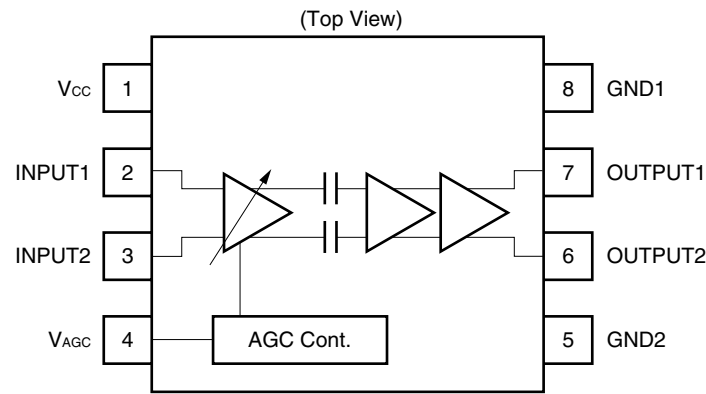 (Top View)
VCC 1 8 GND1
INPUT1 2 7 OUTPUT1
INPUT2 3 6 OUTPUT2
VAGC 4 AGC Cont. 5 GND2